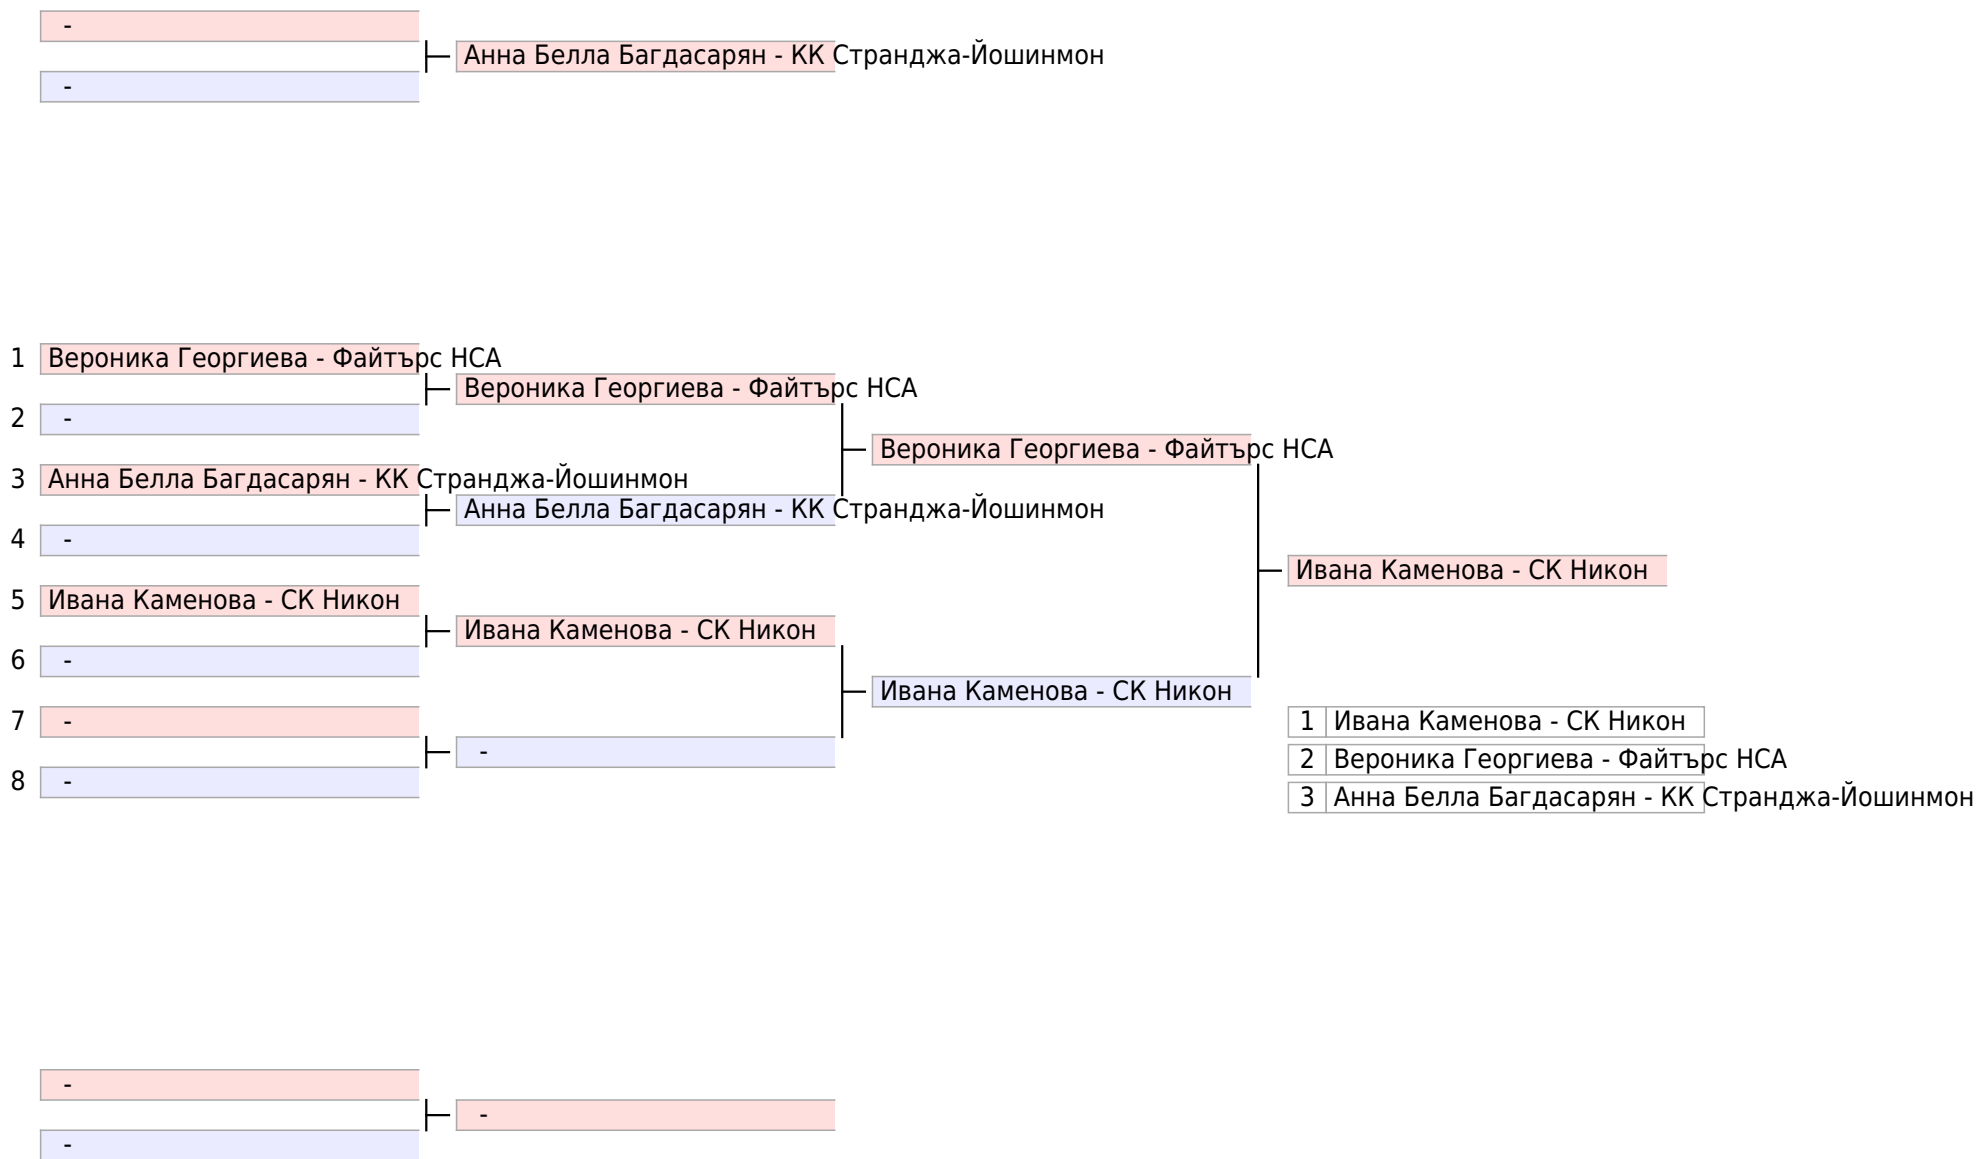 -
Анна Белла Багдасарян - КК Странджа-Йошинмон
-
1 Вероника Георгиева - Файтърс НСА
Вероника Георгиева - Файтърс НСА
2 -
Вероника Георгиева - Файтърс НСА
3 Анна Белла Багдасарян - КК Странджа-Йошинмон
Анна Белла Багдасарян - КК Странджа-Йошинмон
4 -
Ивана Каменова - СК Никон
5 Ивана Каменова - СК Никон
Ивана Каменова - СК Никон
6 -
Ивана Каменова - СК Никон
7 -
1 Ивана Каменова - СК Никон
-
2 Вероника Георгиева - Файтърс НСА
8 -
3 Анна Белла Багдасарян - КК Странджа-Йошинмон
-
-
-